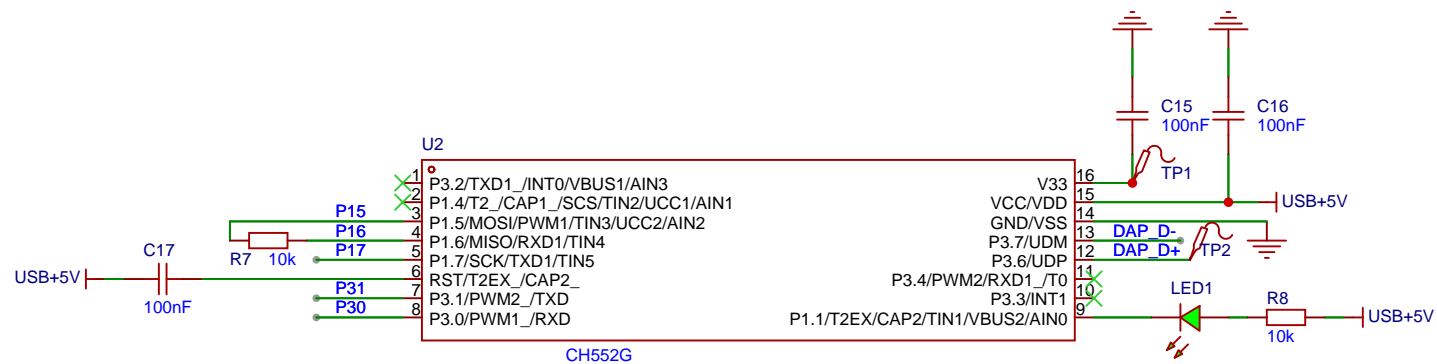 C15
100nF
C16
100nF
TP1
U2
1
P3.2/TXD1_/INT0/VBUS1/AIN3
2
P1.4/T2_/CAP1_/SCS/TIN2/UCC1/AIN1
P15
3
P1.5/MOSI/PWM1/TIN3/UCC2/AIN2
P16
4
P1.6/MISO/RXD1/TIN4
R7
10k
P17
5
P1.7/SCK/TXD1/TIN5
C17
100nF
USB+5V
6
RST/T2EX_/CAP2_
P31
7
P3.1/PWM2_/TXD
P30
8
P3.0/PWM1_/RXD
V33
16
VCC/VDD
15
USB+5V
GND/VSS
14
P3.7/UDM
13
DAP_D-
P3.6/UDP
12
DAP_D+
TP2
P3.4/PWM2/RXD1_/T0
11
P3.3/INT1
10
P1.1/T2EX/CAP2/TIN1/VBUS2/AIN0
9
LED1
R8
10k
USB+5V
CH552G